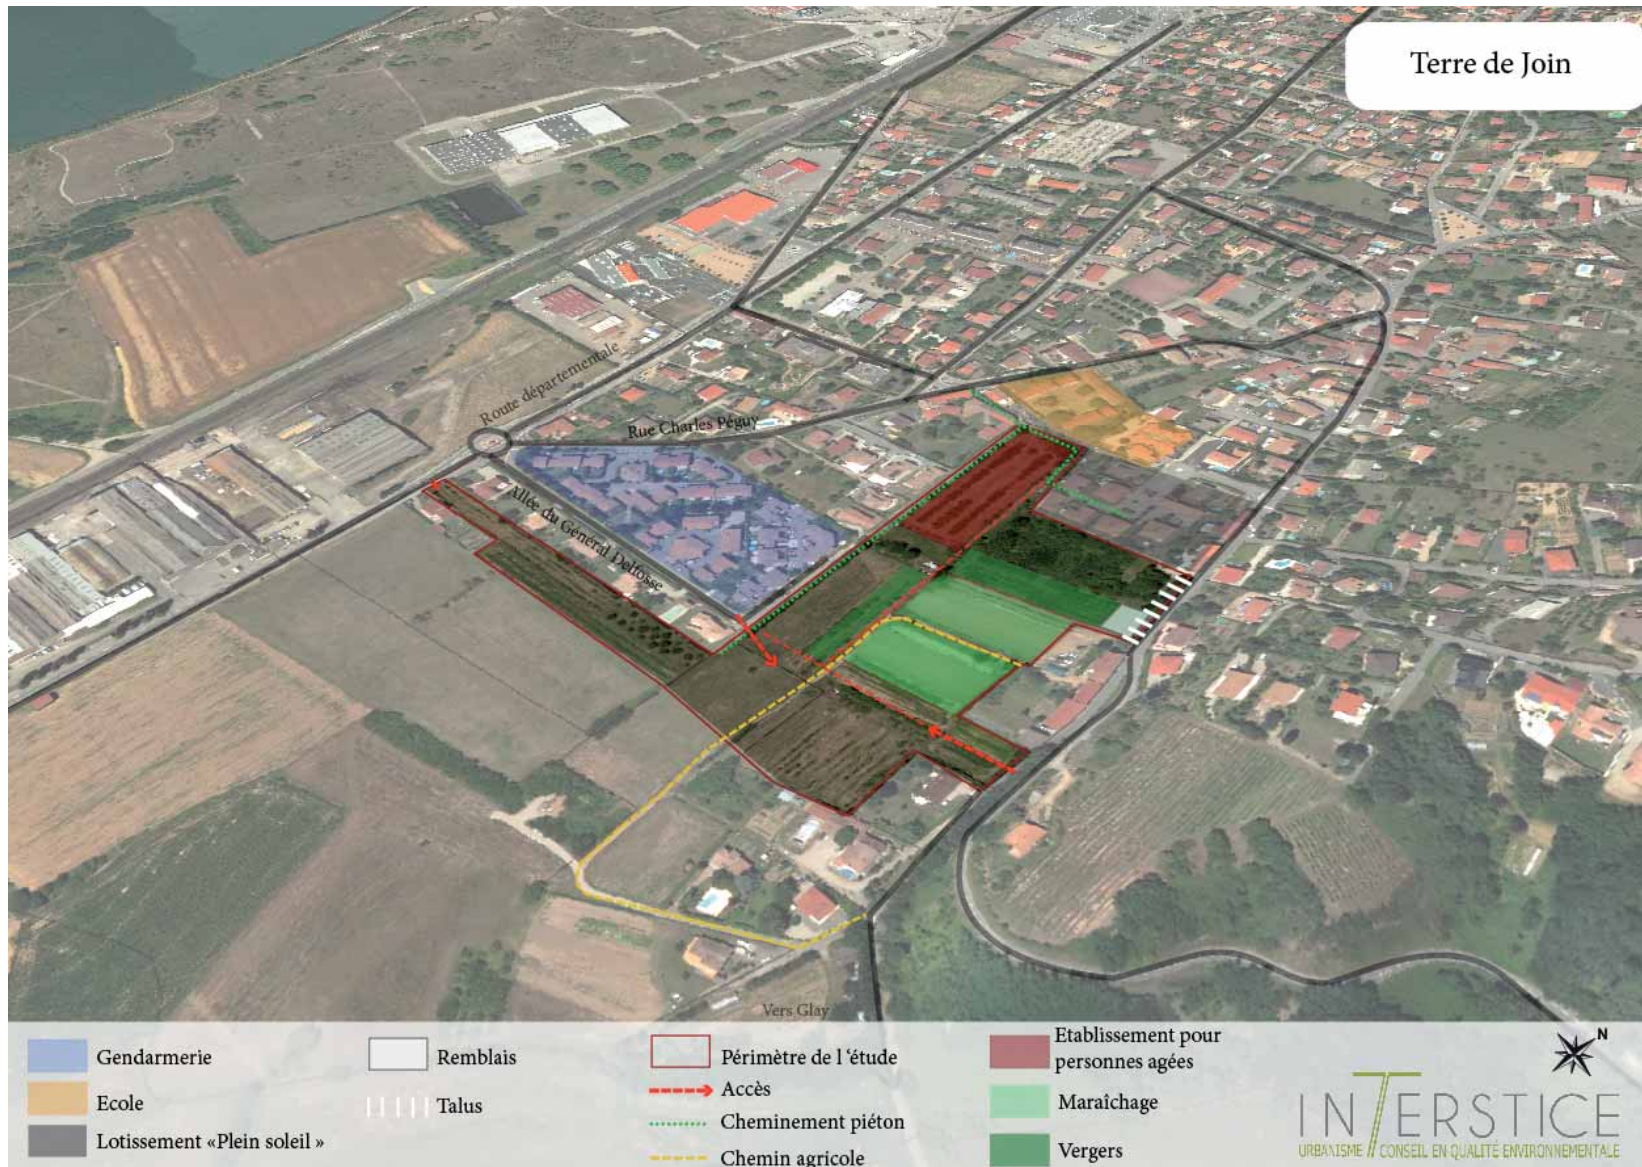 Terre de Join
Route départementale
Rue Charles Péguy
Allée du Général Delfosse
Vers Glay
Gendarmerie
Ecole
Lotissement «Plein soleil »
Remblais
Talus
Périmètre de l ‘étude
Accès
Cheminement piéton
Chemin agricole
Etablissement pour
personnes agées
Maraîchage
Vergers
N
INTERSTICE
URBANISME CONSEIL EN QUALITÉ ENVIRONNEMENTALE